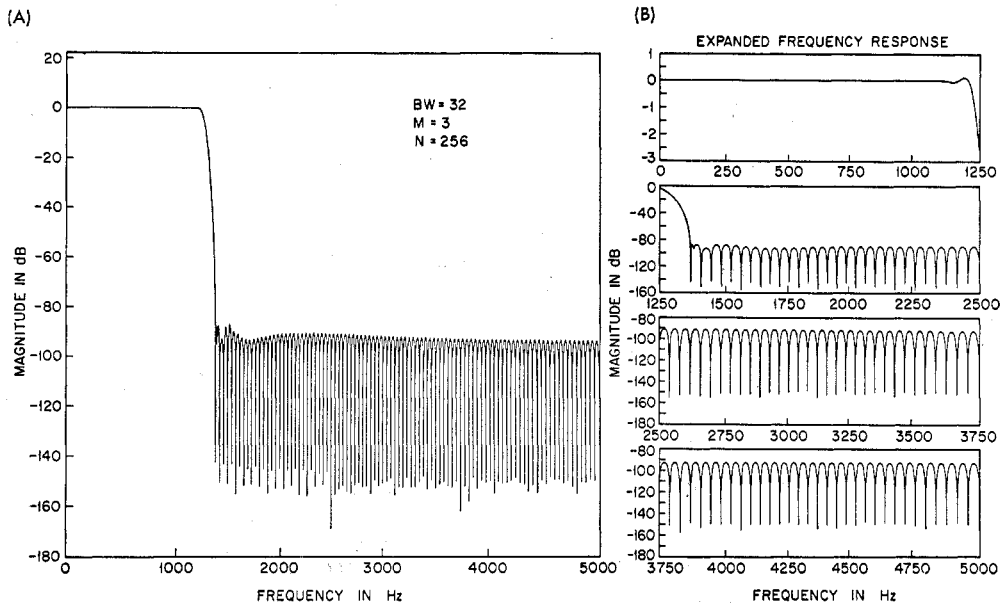 (A)
20
0
-20
-40
-60
-80
-100
-120
-140
-160
-180
MAGNITUDE IN dB
BW = 32
M = 3
N = 256
0 1000 2000 3000 4000 5000
FREQUENCY IN Hz
(B)
EXPANDED FREQUENCY RESPONSE
1
0
-1
-2
-3
0 250 500 750 1000 1250
0
-40
-80
-120
-160
1250 1500 1750 2000 2250 2500
MAGNITUDE IN dB
-80
-100
-120
-140
-160
-180
2500 2750 3000 3250 3500 3750
-80
-100
-120
-140
-160
-180
3750 4000 4250 4500 4750 5000
FREQUENCY IN Hz